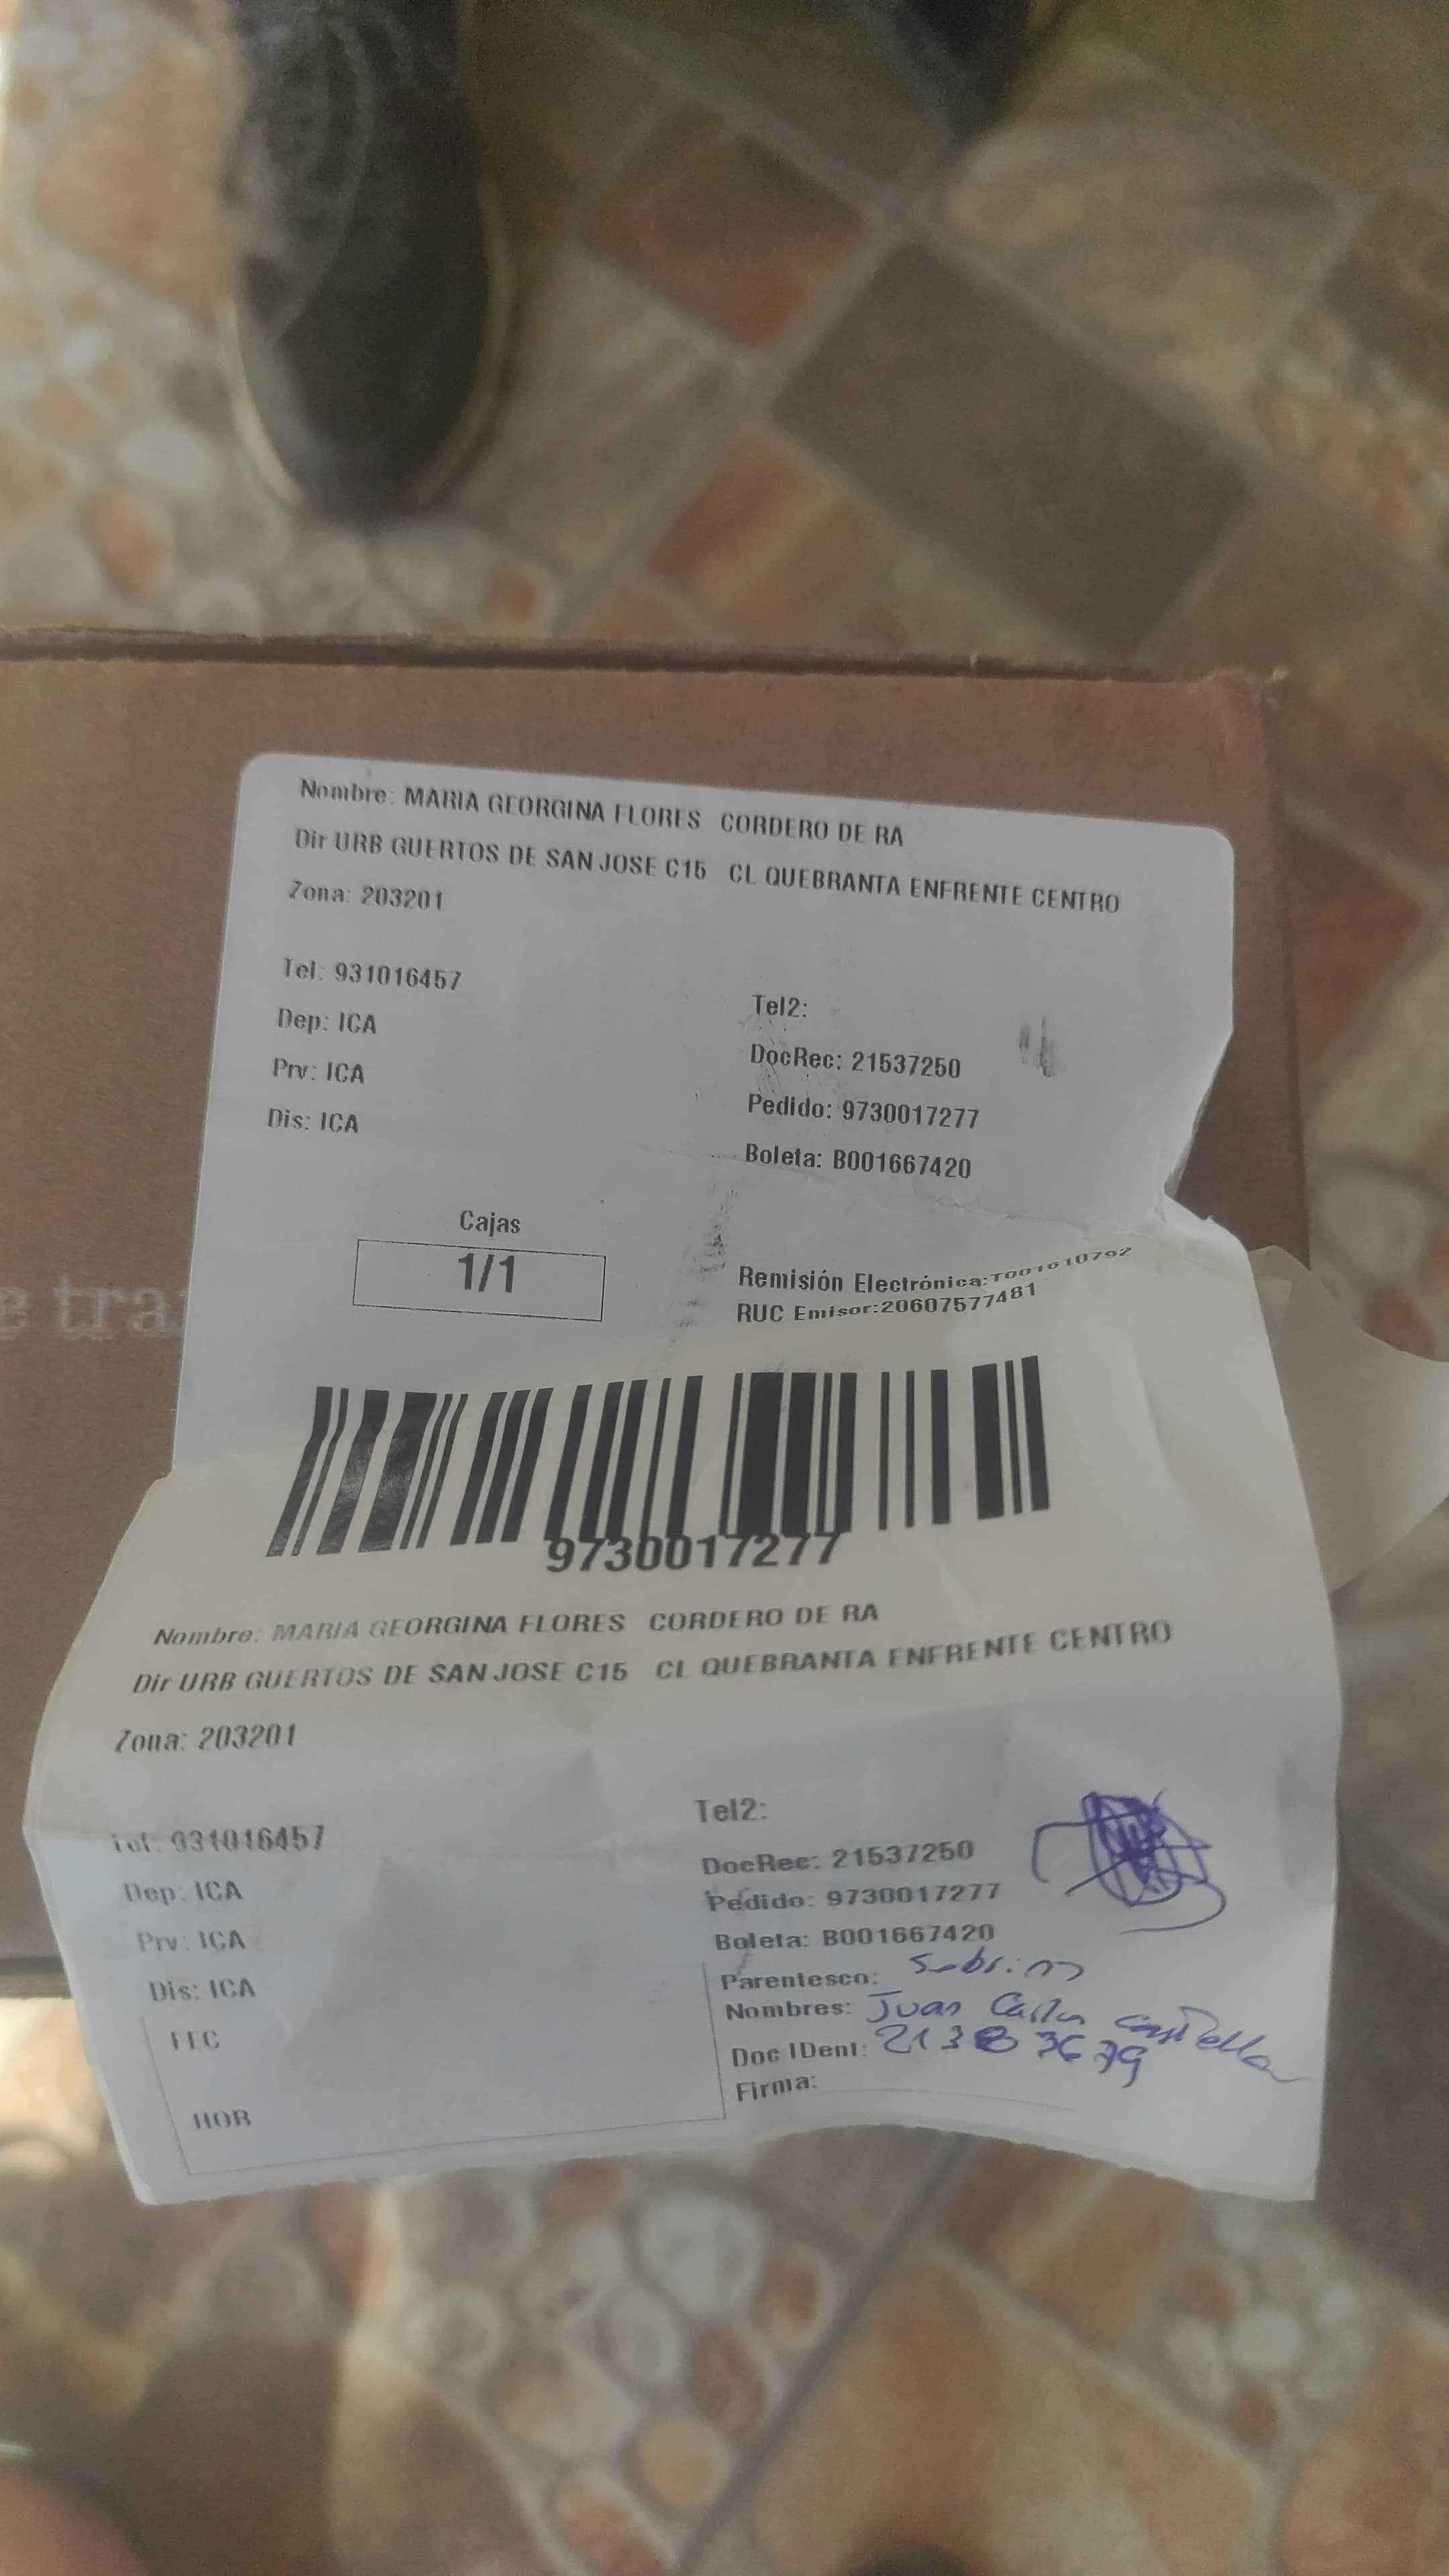 Nombre: MARIA GEORGINA FLORES CORDERO DE RA
Dir URB GUERTOS DE SAN JOSE C15 CL QUEBRANTA ENFRENTE CENTRO
Zona: 203201
Tel: 931016457
Tel2:
Dep: ICA
DocRec: 21537250
Prv: ICA
Pedido: 9730017277
Dis: ICA
Boleta: B001667420
Cajas
1/1
Remisión Electrónica:T001610792
RUC Emisor:20607577481
e tra
9730017277
Nombre: MARIA GEORGINA FLORES CORDERO DE RA
Dir URB GUERTOS DE SAN JOSE C15 CL QUEBRANTA ENFRENTE CENTRO
Zona: 203201
Tel: 931016457
Tel2:
Dep: ICA
DocRec: 21537250
Prv: ICA
Pedido: 9730017277
Dis: ICA
Boleta: B001667420
Parentesco: Sobrino
FEC
Nombres: Juan Carlos
Doc IDent:
HOR
Firma: